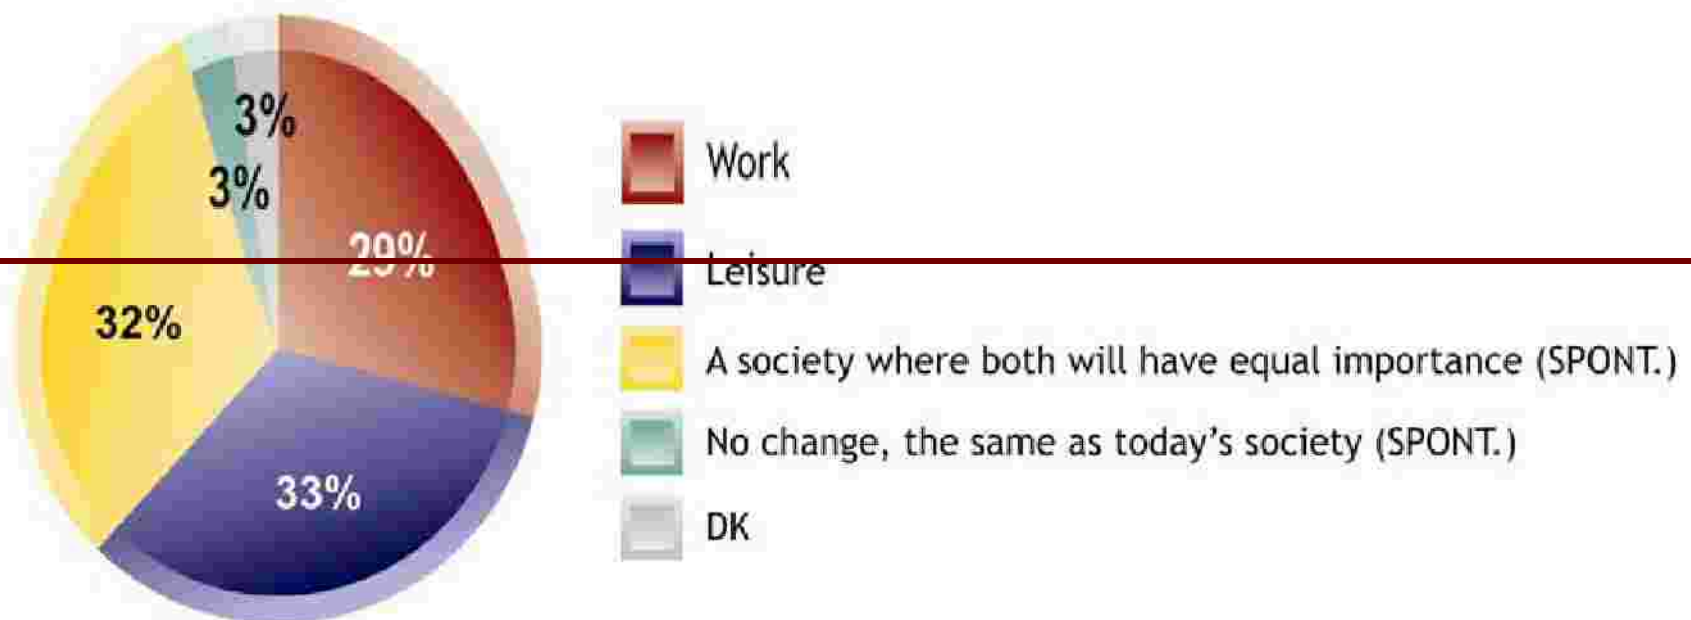 3%
3%
29%
32%
33%
Work
Leisure
A society where both will have equal importance (SPONT.)
No change, the same as today's society (SPONT.)
DK